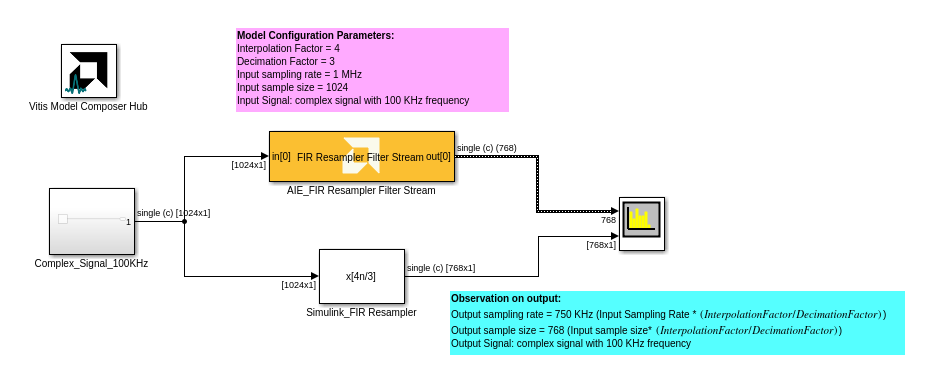 Model Configuration Parameters:
Interpolation Factor = 4
Decimation Factor = 3
Input sampling rate = 1 MHz
Input sample size = 1024
Input Signal: complex signal with 100 KHz frequency
Vitis Model Composer Hub
in[0] FIR Resampler Filter Stream out[0]
single (c) (768)
[1024x1]
AIE_FIR Resampler Filter Stream
single (c) [1024x1]
1
Complex_Signal_100KHz
768
[768x1]
x[4n/3]
single (c) [768x1]
[1024x1]
Simulink_FIR Resampler
Observation on output:
Output sampling rate = 750 KHz (Input Sampling Rate * (InterpolationFactor/DecimationFactor))
Output sample size = 768 (Input sample size* (InterpolationFactor/DecimationFactor))
Output Signal: complex signal with 100 KHz frequency